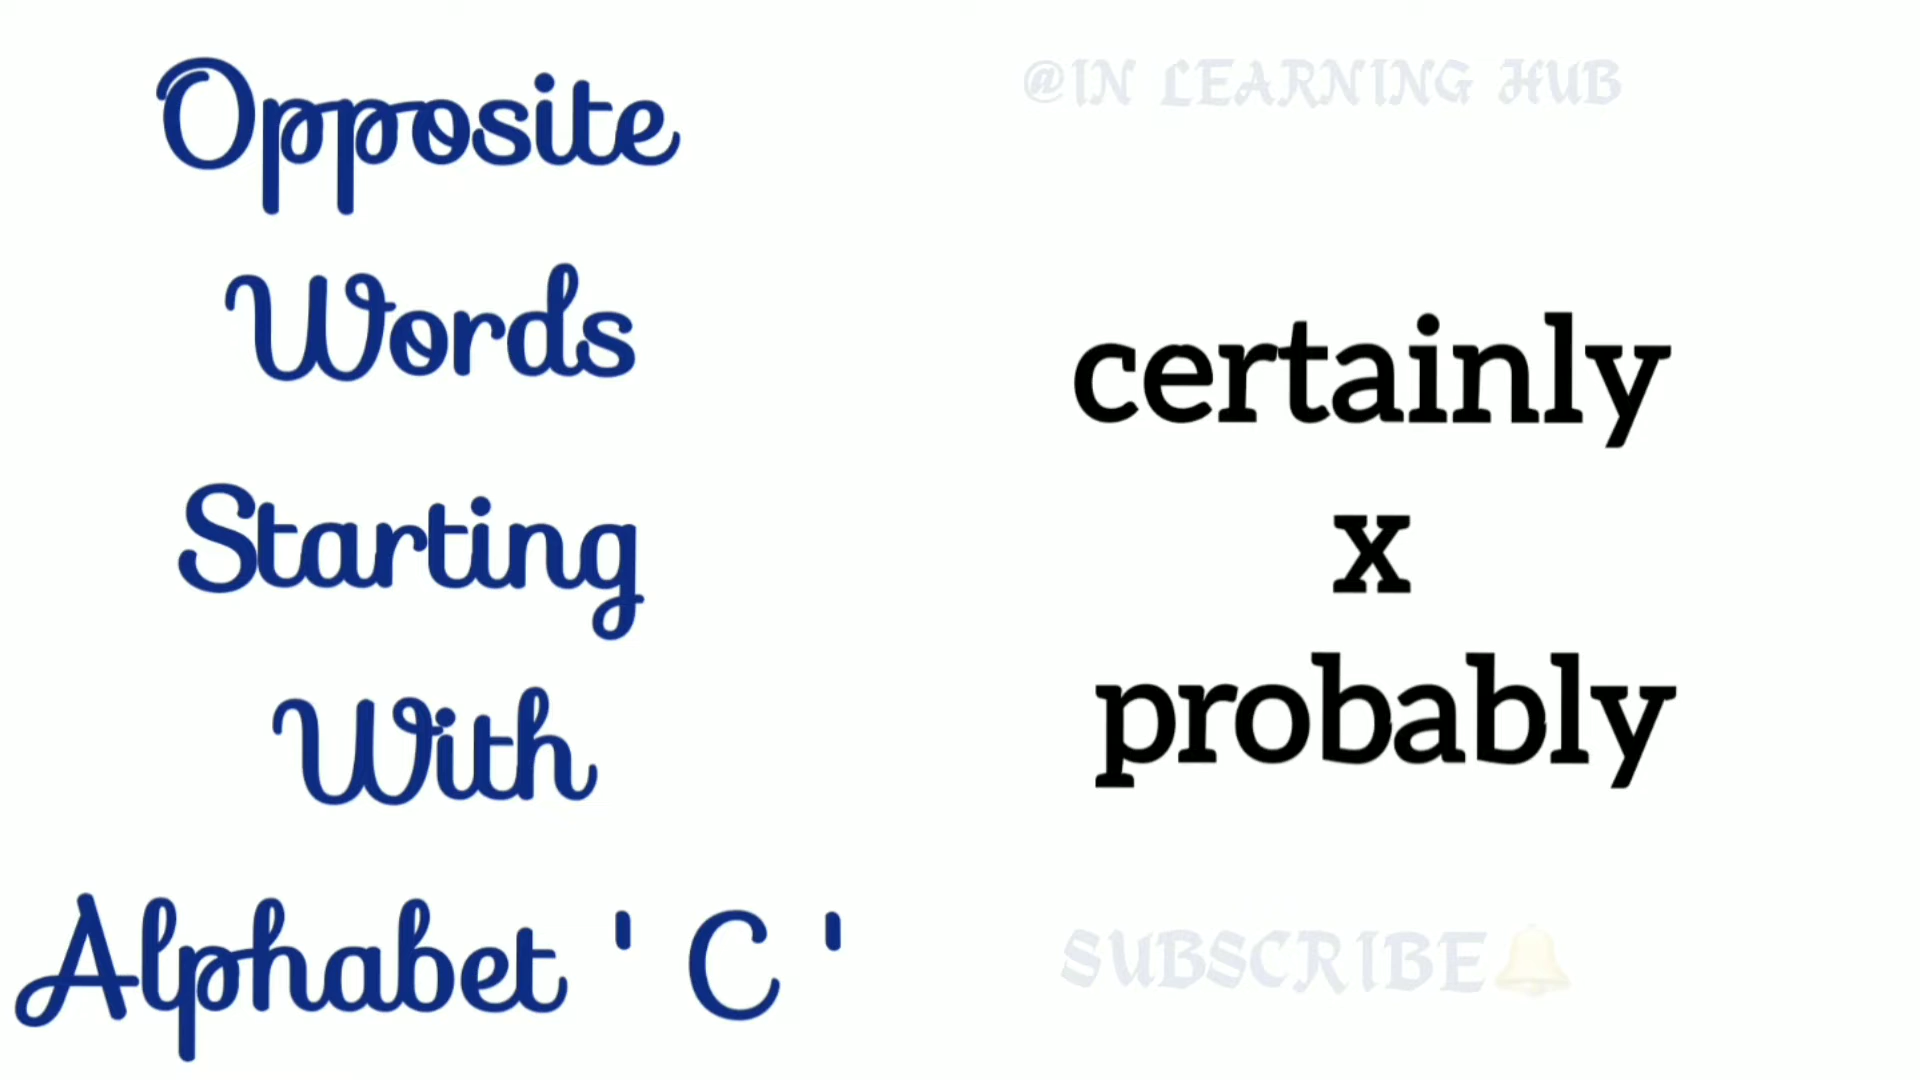 Opposite
Words
Starting
With
Alphabet ' C '
@IN LEARNING HUB
certainly
x
probably
SUBSCRIBE